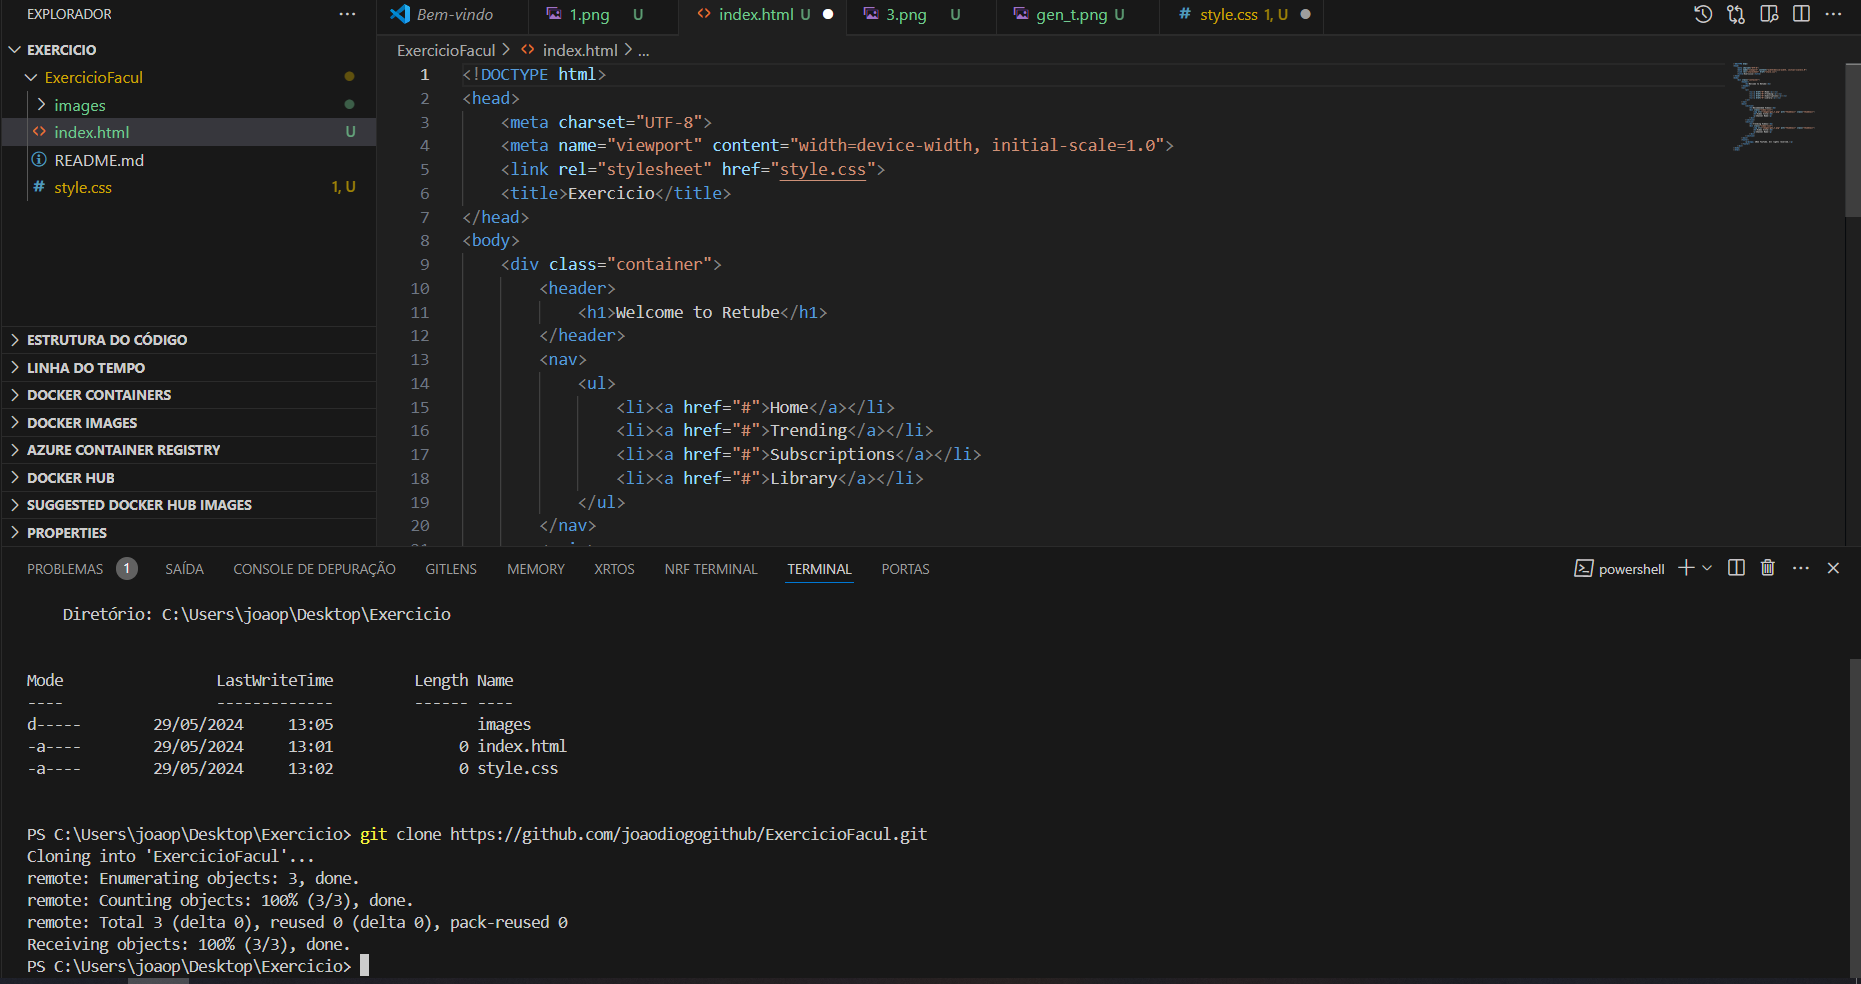 EXPLORADOR
EXERCICIO
ExercicioFacul
images
index.html U
README.md
style.css 1, U
ESTRUTURA DO CÓDIGO
LINHA DO TEMPO
DOCKER CONTAINERS
DOCKER IMAGES
AZURE CONTAINER REGISTRY
DOCKER HUB
SUGGESTED DOCKER HUB IMAGES
PROPERTIES
Bem-vindo 1.png U index.html U 3.png U gen_t.png U style.css 1, U
ExercicioFacul > index.html > ...
1 <!DOCTYPE html>
2 <head>
3 <meta charset="UTF-8">
4 <meta name="viewport" content="width=device-width, initial-scale=1.0">
5 <link rel="stylesheet" href="style.css">
6 <title>Exercicio</title>
7 </head>
8 <body>
9 <div class="container">
10 <header>
11 <h1>Welcome to Retube</h1>
12 </header>
13 <nav>
14 <ul>
15 <li><a href="#">Home</a></li>
16 <li><a href="#">Trending</a></li>
17 <li><a href="#">Subscriptions</a></li>
18 <li><a href="#">Library</a></li>
19 </ul>
20 </nav>
PROBLEMAS 1 SAÍDA CONSOLE DE DEPURAÇÃO GITLENS MEMORY XRTOS NRF TERMINAL TERMINAL PORTAS powershell
Diretório: C:\Users\joaop\Desktop\Exercicio
Mode LastWriteTime Length Name
---- ------------- ------ ----
d----- 29/05/2024 13:05 images
-a---- 29/05/2024 13:01 0 index.html
-a---- 29/05/2024 13:02 0 style.css
PS C:\Users\joaop\Desktop\Exercicio> git clone https://github.com/joaodiogogithub/ExercicioFacul.git
Cloning into 'ExercicioFacul'...
remote: Enumerating objects: 3, done.
remote: Counting objects: 100% (3/3), done.
remote: Total 3 (delta 0), reused 0 (delta 0), pack-reused 0
Receiving objects: 100% (3/3), done.
PS C:\Users\joaop\Desktop\Exercicio>